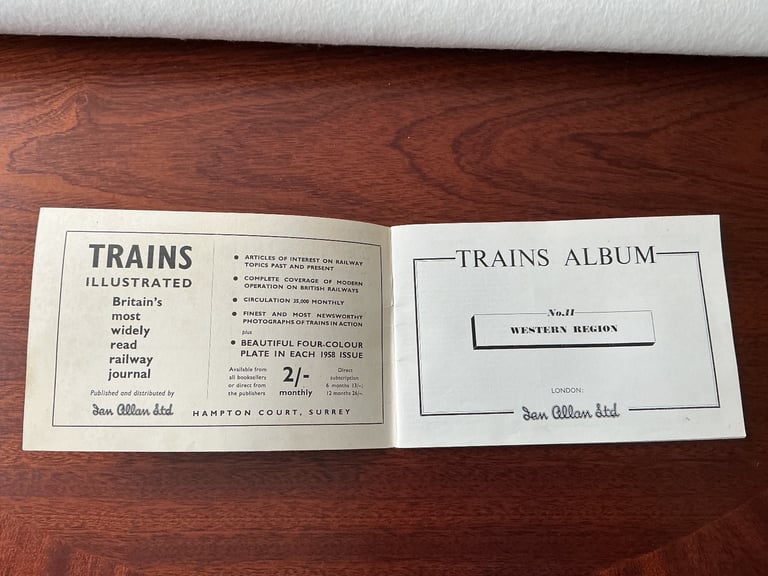 TRAINS
ILLUSTRATED
Britain's
most
widely
read
railway
journal
Published and distributed by
Ian Allan Ltd
● ARTICLES OF INTEREST ON RAILWAY
TOPICS PAST AND PRESENT
● COMPLETE COVERAGE OF MODERN
OPERATION ON BRITISH RAILWAYS
● CIRCULATION 35,000 MONTHLY
● FINEST AND MOST NEWSWORTHY
PHOTOGRAPHS OF TRAINS IN ACTION
plus
● BEAUTIFUL FOUR-COLOUR
PLATE IN EACH 1958 ISSUE
Available from
all booksellers
or direct from
the publishers
2/-
monthly
Direct
subscription
6 months 13/-;
12 months 26/-.
HAMPTON COURT, SURREY
TRAINS ALBUM
No.11
WESTERN REGION
LONDON:
Ian Allan Ltd